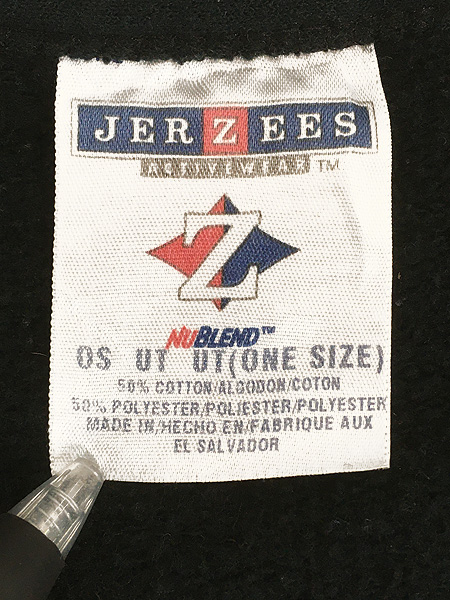 JERZEES
ACTIVEWEAR ™
Z
NUBLEND™
OS UT UT(ONE SIZE)
50% COTTON/ALGODON/COTON
50% POLYESTER/POLIESTER/POLYESTER
MADE IN/HECHO EN/FABRIQUE AUX
EL SALVADOR